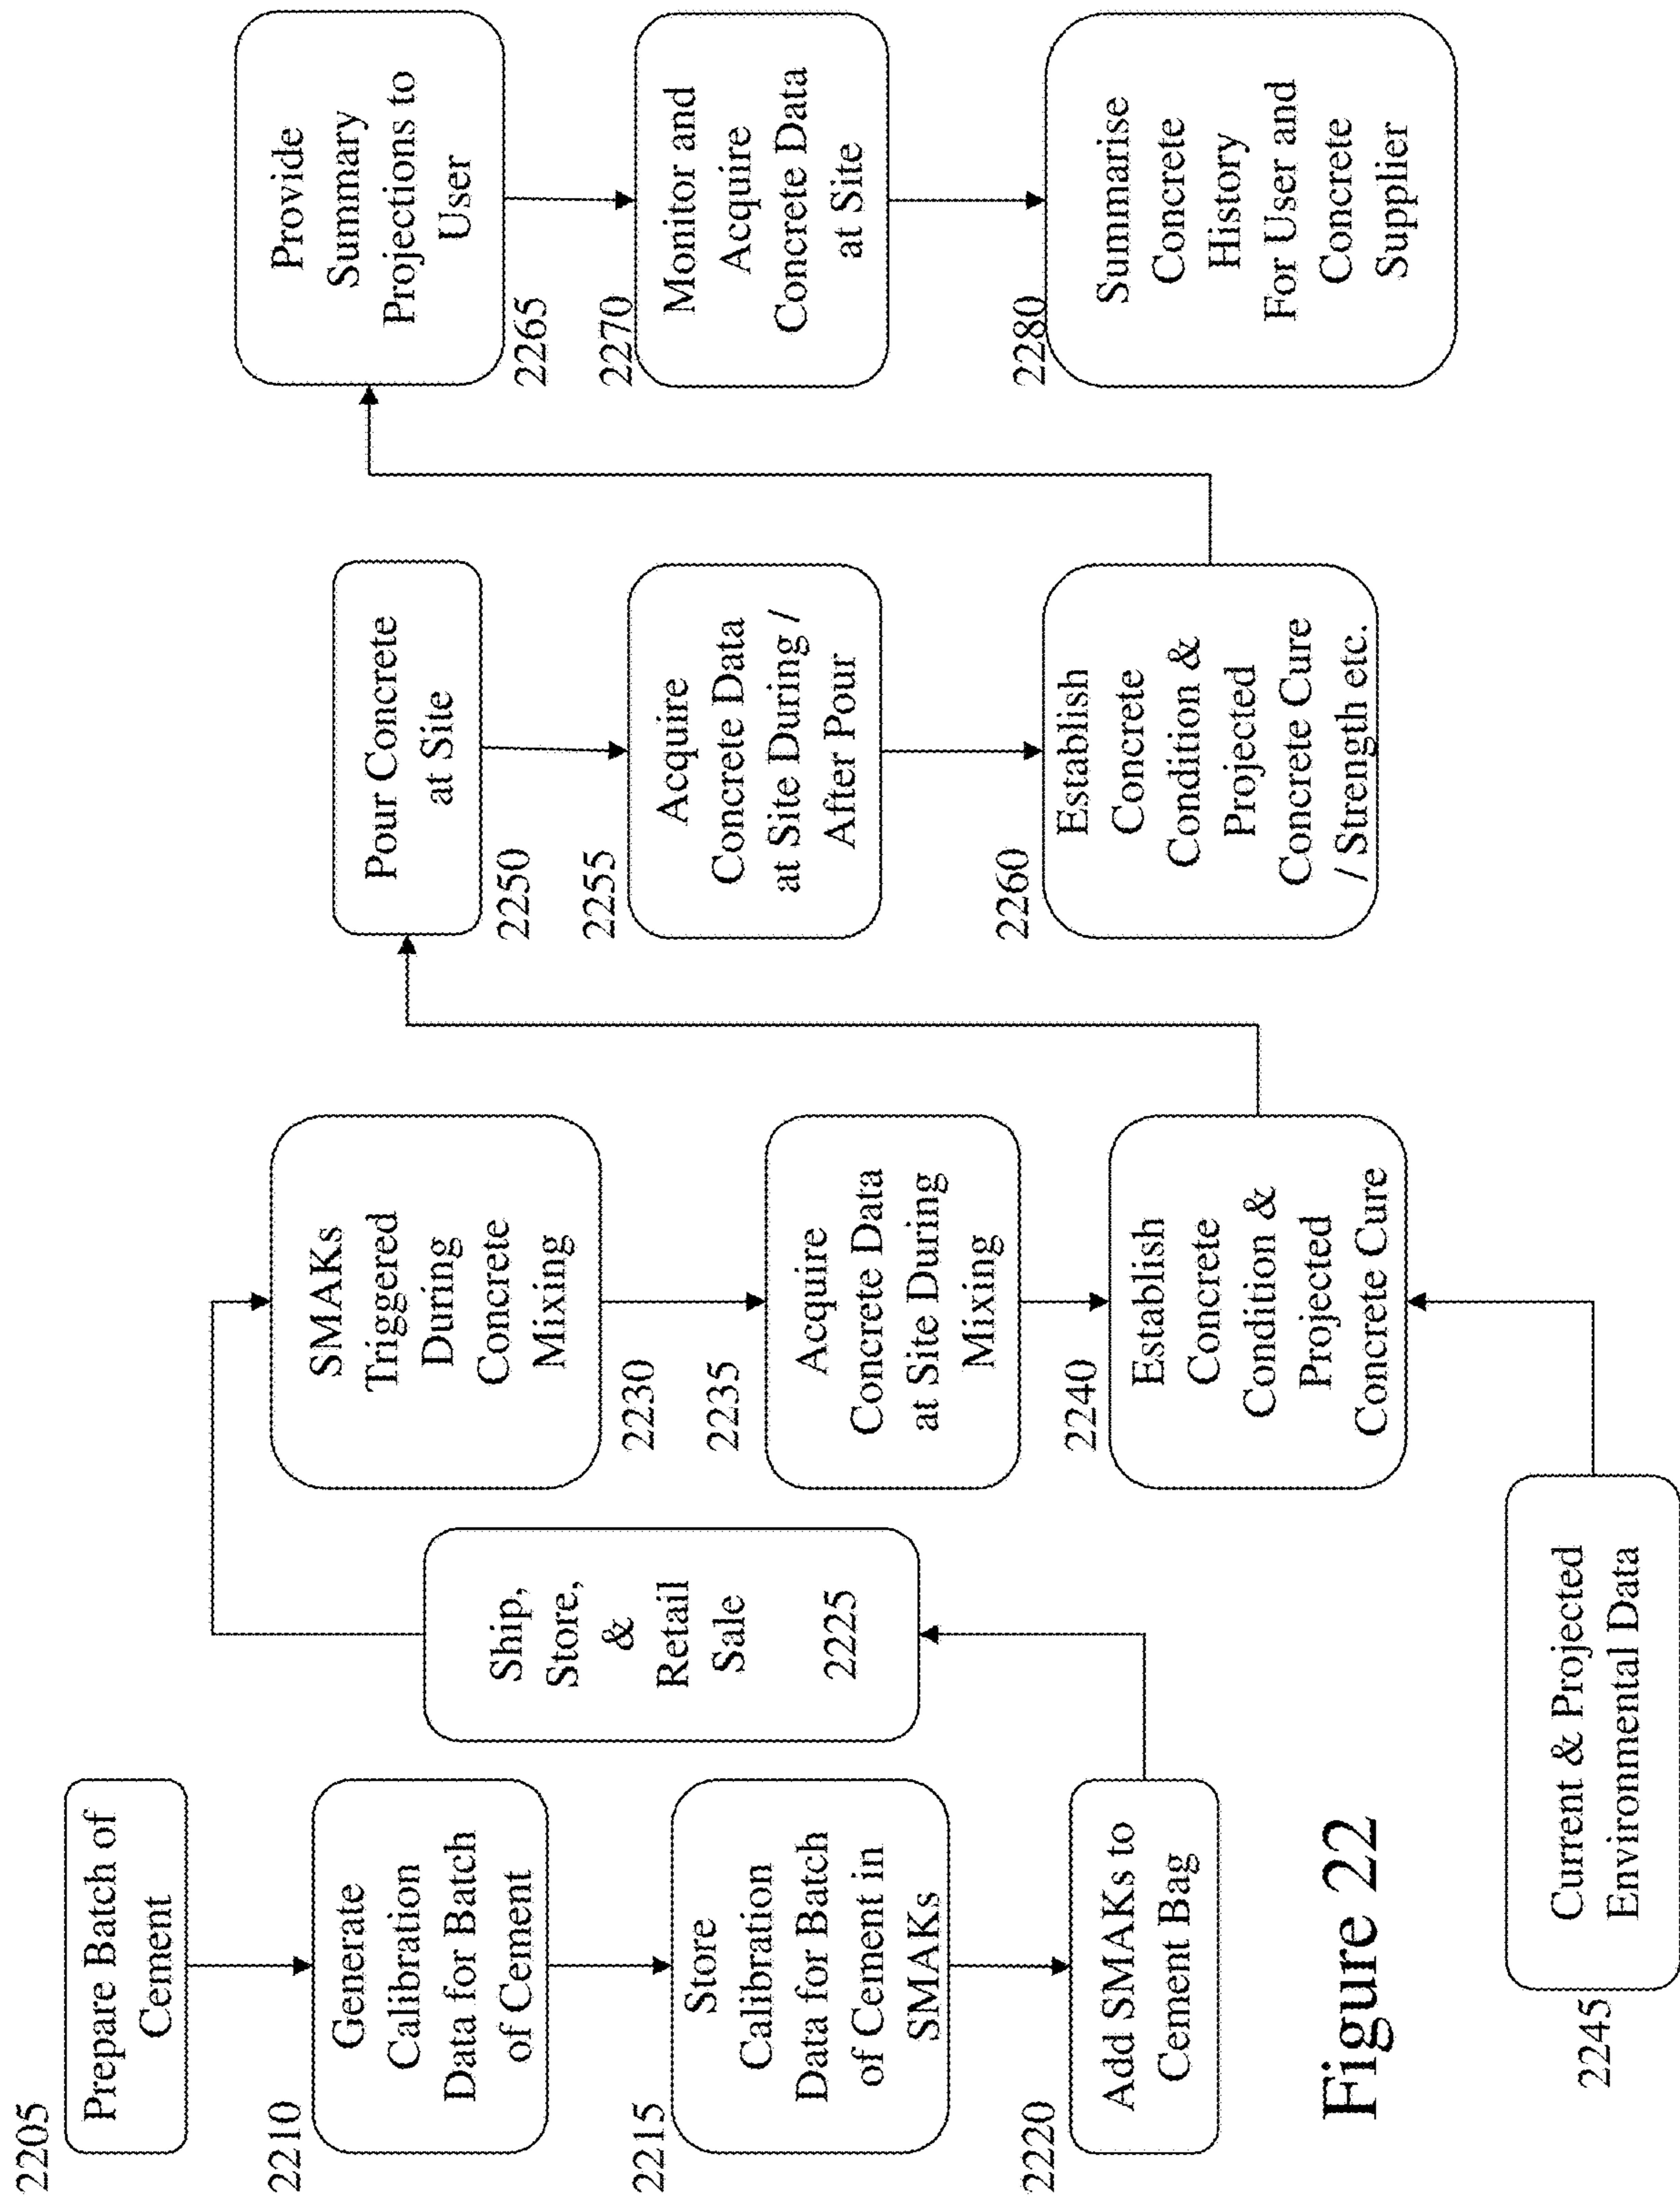 2205
Prepare Batch of
Cement
2210
Generate
Calibration
Data for Batch
of Cement
2215
Store
Calibration
Data for Batch
of Cement in
SMAKs
2220
Add SMAKs to
Cement Bag
Ship,
Store,
&
Retail
Sale
2225
SMAKs
Triggered
During
Concrete
Mixing
2230
2235
Acquire
Concrete Data
at Site During
Mixing
2240
Establish
Concrete
Condition &
Projected
Concrete Cure
2245
Current & Projected
Environmental Data
Pour Concrete
at Site
2250
2255
Acquire
Concrete Data
at Site During /
After Pour
2260
Establish
Concrete
Condition &
Projected
Concrete Cure
/ Strength etc.
Provide
Summary
Projections to
User
2265
2270
Monitor and
Acquire
Concrete Data
at Site
2280
Summarise
Concrete
History
For User and
Concrete
Supplier
Figure 22